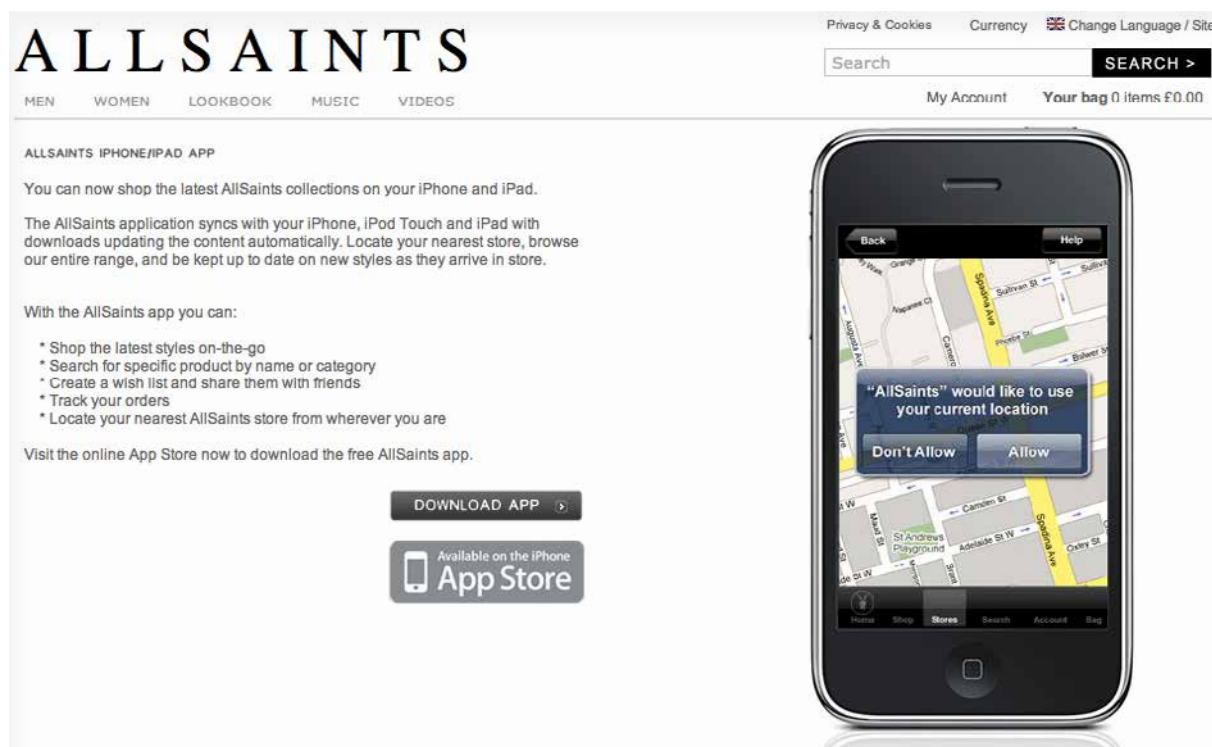 ALLSAINTS
Privacy & Cookies Currency Change Language / Site
Search SEARCH >
MEN WOMEN LOOKBOOK MUSIC VIDEOS
My Account Your bag 0 items £0.00
ALLSAINTS IPHONE/IPAD APP
You can now shop the latest AllSaints collections on your iPhone and iPad.
The AllSaints application syncs with your iPhone, iPod Touch and iPad with
downloads updating the content automatically. Locate your nearest store, browse
our entire range, and be kept up to date on new styles as they arrive in store.
With the AllSaints app you can:
* Shop the latest styles on-the-go
* Search for specific product by name or category
* Create a wish list and share them with friends
* Track your orders
* Locate your nearest AllSaints store from wherever you are
Visit the online App Store now to download the free AllSaints app.
DOWNLOAD APP
Available on the iPhone
App Store
Back Help
Sullivan St
Spadina Ave
Napanee Ct
Phoebe St
Augusta Ave
"AllSaints" would like to use
your current location
Don't Allow Allow
Camden St
Maud St
St Andrews
Playground
Adelaide St W
Spadina Ave
Oxley St
Home Shop Stores Search Account Bag